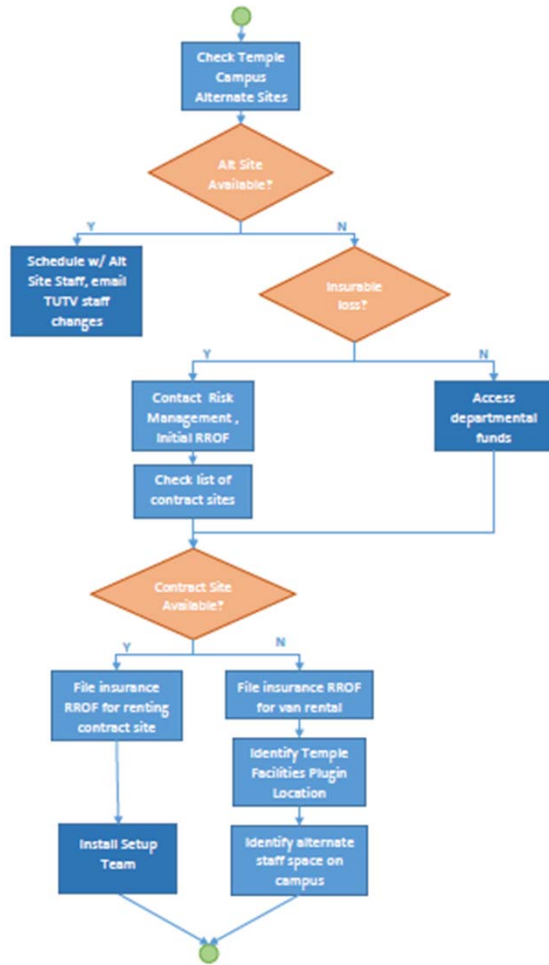 Check Temple
Campus
Alternate Sites
Alt Site
Available?
Y
N
Schedule w/ Alt
Site Staff, email
TUTV staff
changes
Insurable
loss?
Y
N
Contact Risk
Management ,
Initial RROF
Access
departmental
funds
Check list of
contract sites
Contract Site
Available?
Y
N
File insurance
RROF for renting
contract site
File insurance RROF
for van rental
Identify Temple
Facilities Plugin
Location
Install Setup
Team
Identify alternate
staff space on
campus